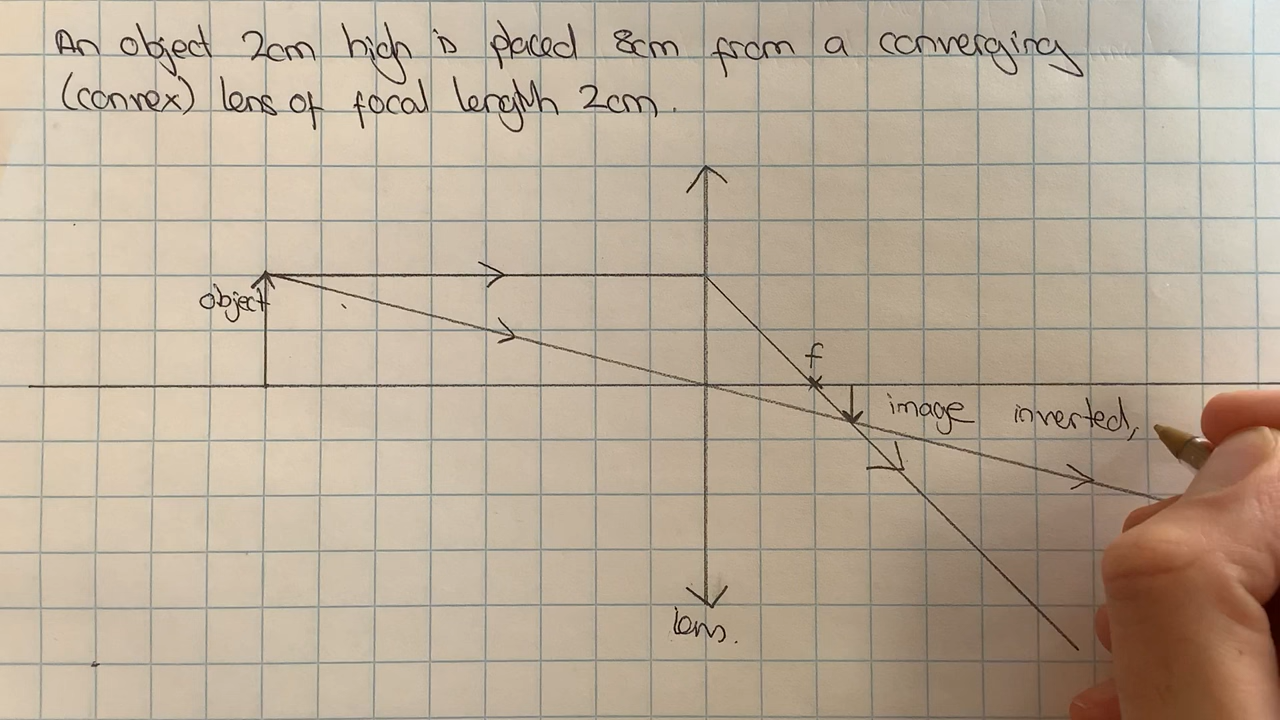 An object 2cm high is placed 8cm from a converging
(convex) lens of focal length 2cm.
object
f
image inverted,
lens.